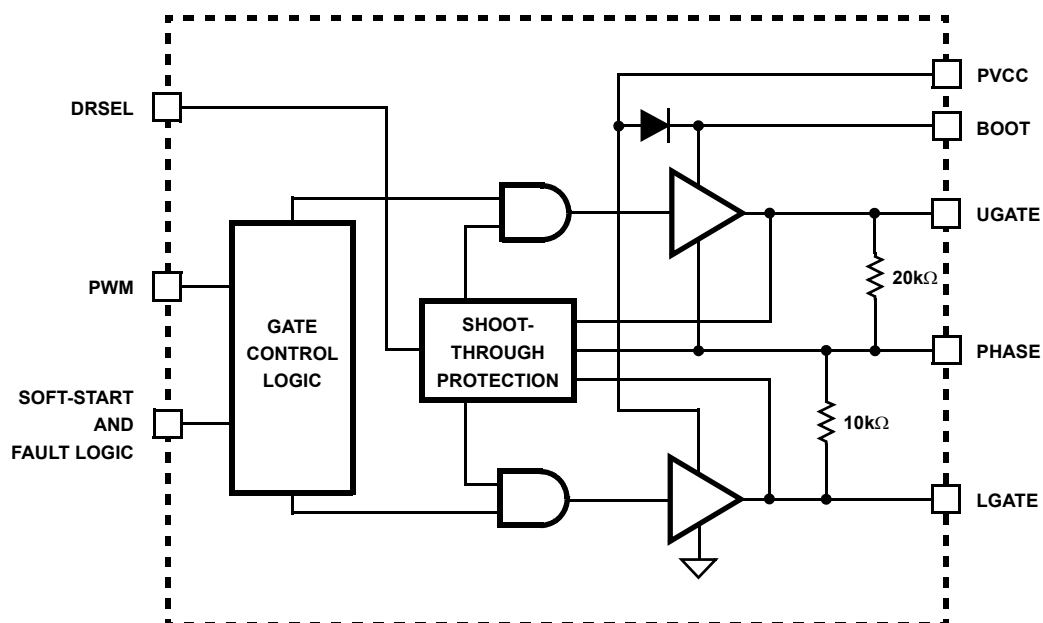 PVCC
DRSEL
BOOT
UGATE
PWM
20kΩ
GATE
CONTROL
LOGIC
SHOOT-
THROUGH
PROTECTION
PHASE
SOFT-START
AND
FAULT LOGIC
10kΩ
LGATE